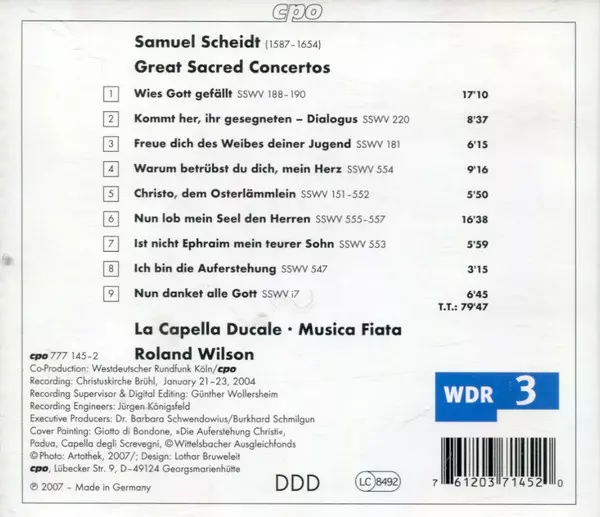 cpo
Samuel Scheidt (1587-1654)
Great Sacred Concertos
1 Wies Gott gefällt SSWV 188-190 17'10
2 Kommt her, ihr gesegneten – Dialogus SSWV 220 8'37
3 Freue dich des Weibes deiner Jugend SSWV 181 6'15
4 Warum betrübst du dich, mein Herz SSWV 554 9'16
5 Christo, dem Osterlämmlein SSWV 151-552 5'50
6 Nun lob mein Seel den Herren SSWV 555-557 16'38
7 Ist nicht Ephraim mein teurer Sohn SSWV 553 5'59
8 Ich bin die Auferstehung SSWV 547 3'15
9 Nun danket alle Gott SSWV i7 6'45
T.T.: 79'47
La Capella Ducale · Musica Fiata
Roland Wilson
cpo 777 145-2
Co-Production: Westdeutscher Rundfunk Köln/cpo
Recording: Christuskirche Brühl, January 21-23, 2004
Recording Supervisor & Digital Editing: Günther Wollersheim
Recording Engineers: Jürgen Königsfeld
Executive Producers: Dr. Barbara Schwendowius/Burkhard Schmilgun
Cover Painting: Giotto di Bondone, »Die Auferstehung Christi«,
Padua, Capella degli Screvegni, © Wittelsbacher Ausgleichfonds
© Photo: Artothek, 2007/; Design: Lothar Bruweleit
cpo, Lübecker Str. 9, D-49124 Georgsmarienhütte
℗ 2007 – Made in Germany
WDR 3
DDD
LC 8492
7 61203 71452 0